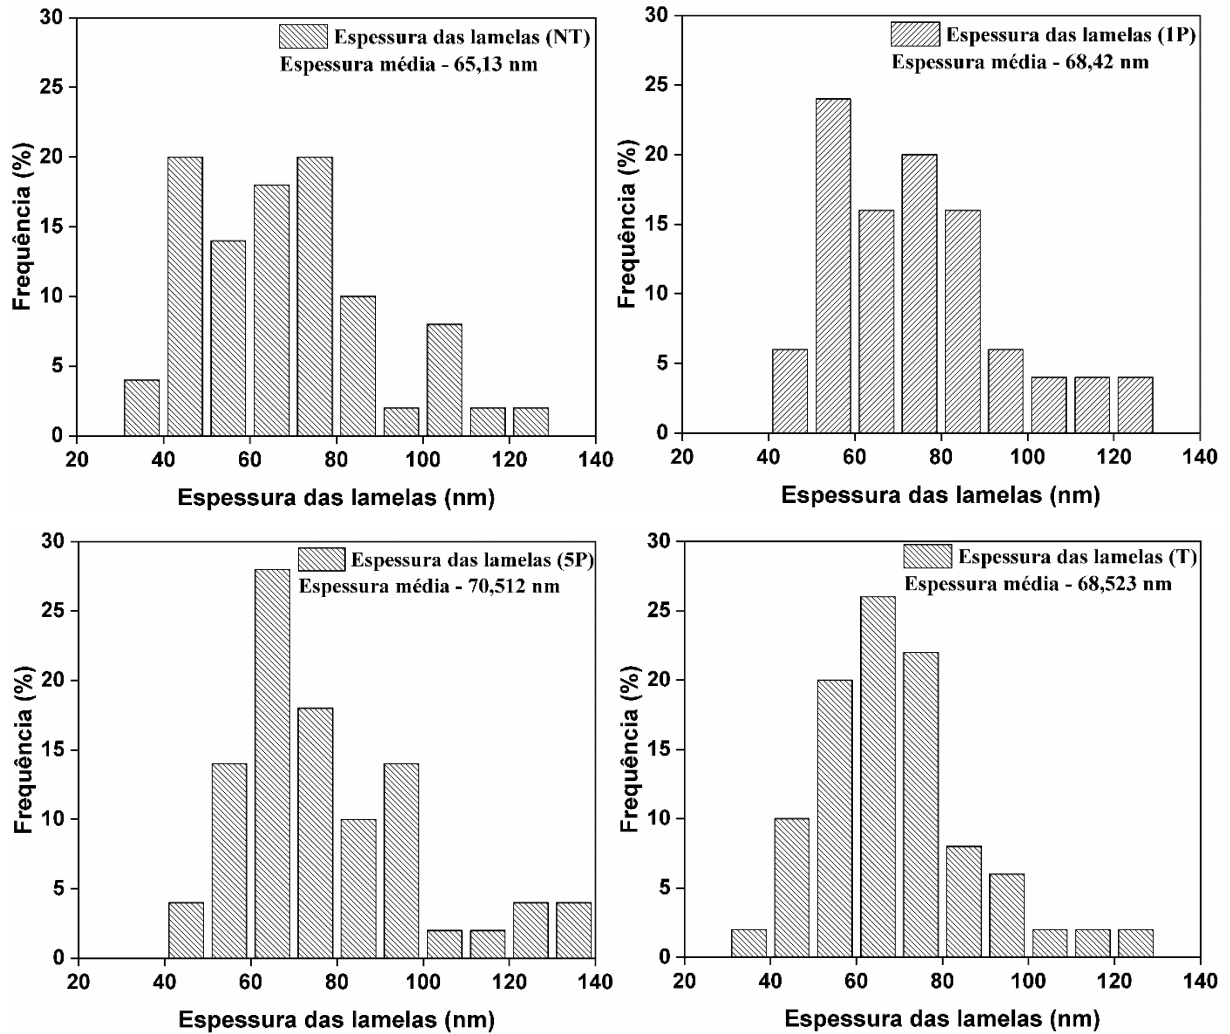 Espessura das lamelas (NT)
Espessura média - 65,13 nm
Frequência (%)
30
25
20
15
10
5
0
20 40 60 80 100 120 140
Espessura das lamelas (nm)
Espessura das lamelas (1P)
Espessura média - 68,42 nm
Frequência (%)
30
25
20
15
10
5
0
20 40 60 80 100 120 140
Espessura das lamelas (nm)
Espessura das lamelas (5P)
Espessura média - 70,512 nm
Frequência (%)
30
25
20
15
10
5
0
20 40 60 80 100 120 140
Espessura das lamelas (nm)
Espessura das lamelas (T)
Espessura média - 68,523 nm
Frequência (%)
30
25
20
15
10
5
0
20 40 60 80 100 120 140
Espessura das lamelas (nm)